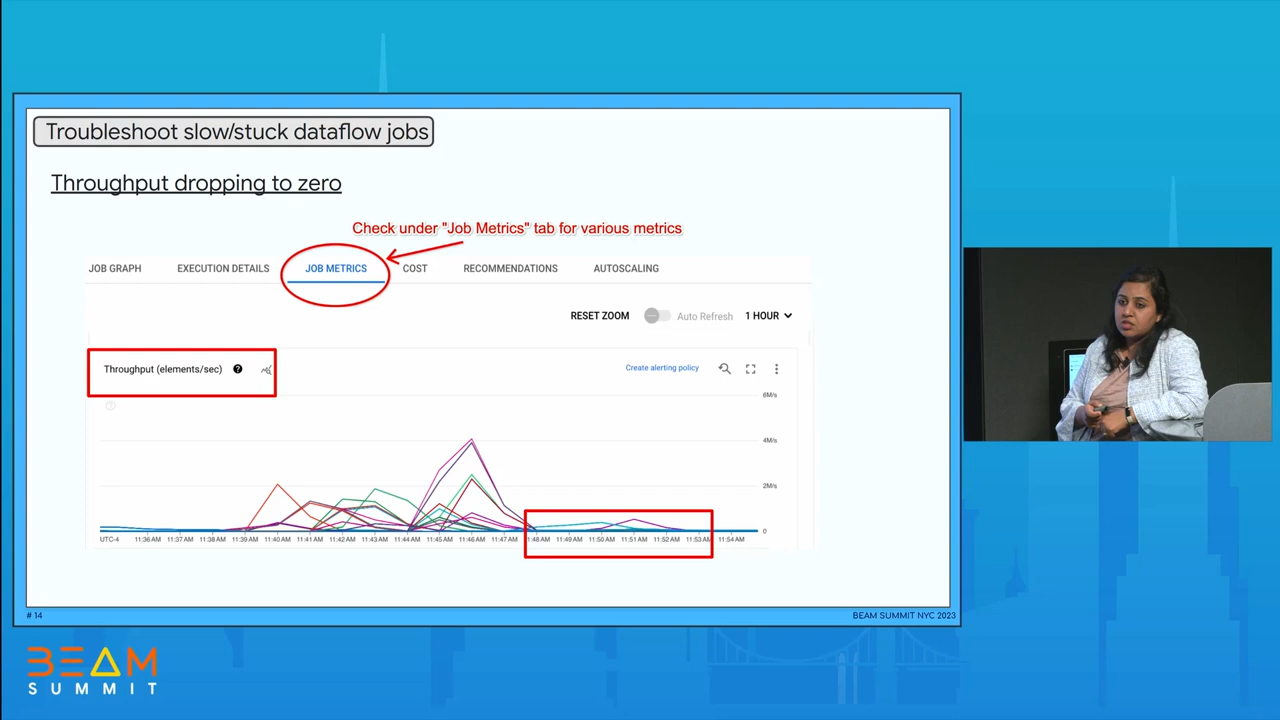 Troubleshoot slow/stuck dataflow jobs
Throughput dropping to zero
Check under "Job Metrics" tab for various metrics
JOB GRAPH EXECUTION DETAILS JOB METRICS COST RECOMMENDATIONS AUTOSCALING
RESET ZOOM Auto Refresh 1 HOUR
Throughput (elements/sec) ? Create alerting policy
6M/s
4M/s
2M/s
0
UTC-4 11:36 AM 11:37 AM 11:38 AM 11:39 AM 11:40 AM 11:41 AM 11:42 AM 11:43 AM 11:44 AM 11:45 AM 11:46 AM 11:47 AM 11:48 AM 11:49 AM 11:50 AM 11:51 AM 11:52 AM 11:53 AM 11:54 AM
# 14 BEAM SUMMIT NYC 2023
BEAM
SUMMIT